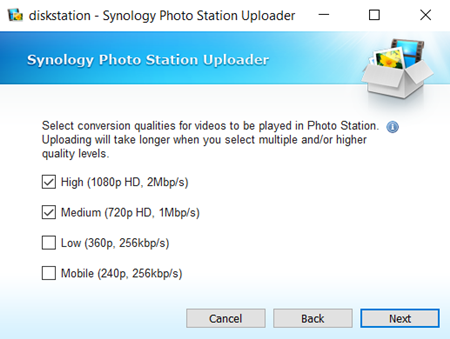 diskstation - Synology Photo Station Uploader
Synology Photo Station Uploader
Select conversion qualities for videos to be played in Photo Station.
Uploading will take longer when you select multiple and/or higher
quality levels.
High (1080p HD, 2Mbp/s)
Medium (720p HD, 1Mbp/s)
Low (360p, 256kbp/s)
Mobile (240p, 256kbp/s)
Cancel Back Next